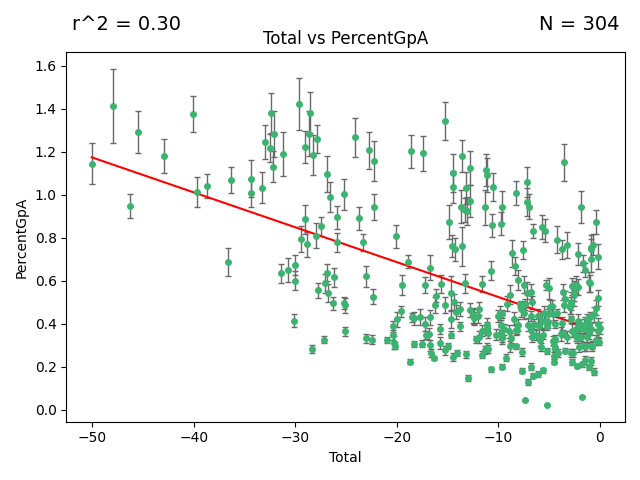 r^2 = 0.30 N = 304
Total vs PercentGpA
1.6
1.4
1.2
1.0
0.8
0.6
0.4
0.2
0.0
PercentGpA
−50 −40 −30 −20 −10 0
Total